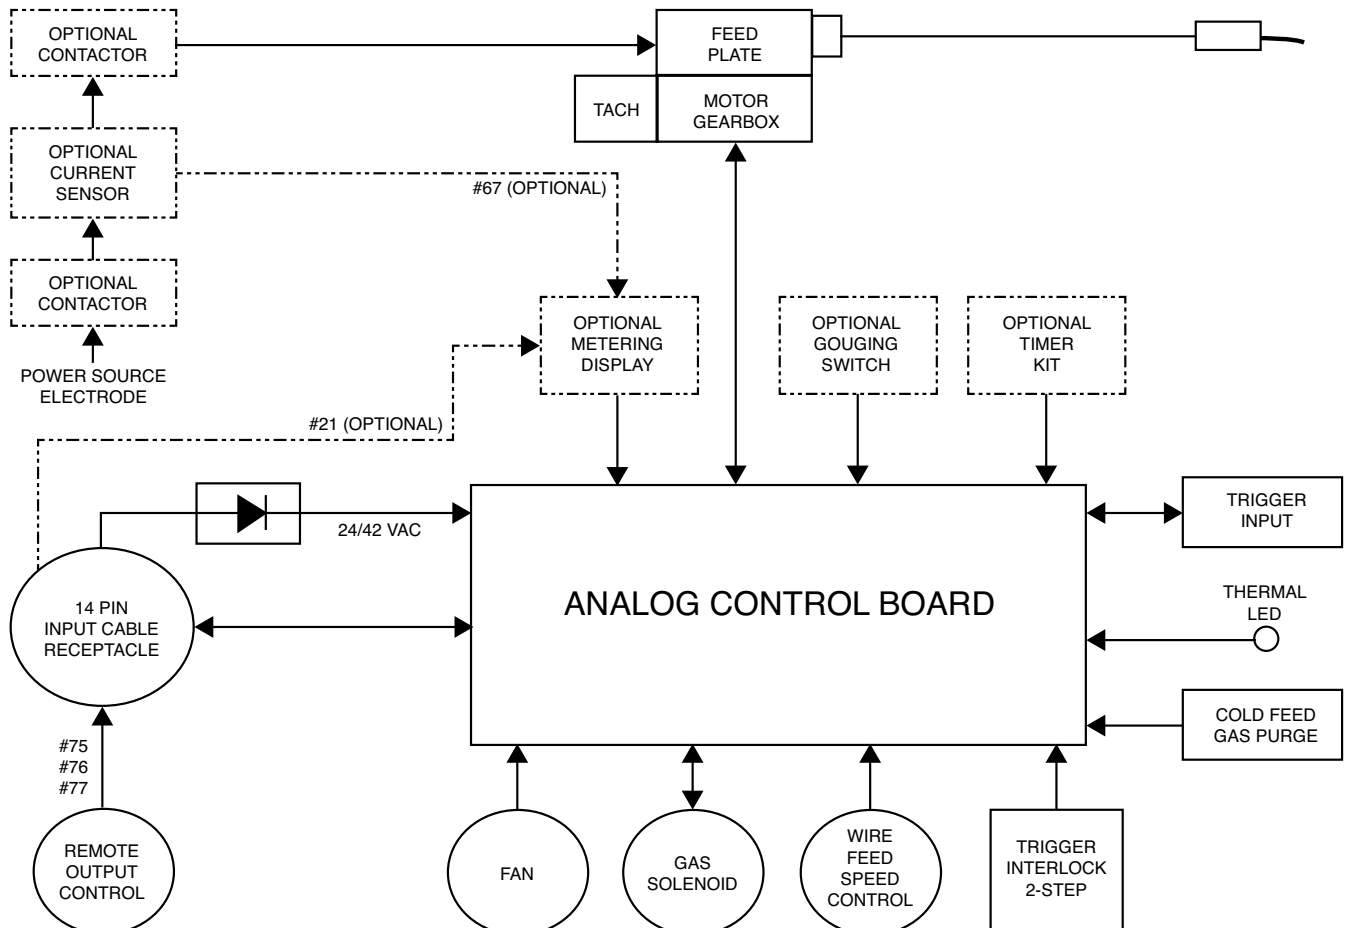 OPTIONAL
CONTACTOR
FEED
PLATE
TACH
MOTOR
GEARBOX
OPTIONAL
CURRENT
SENSOR
#67 (OPTIONAL)
OPTIONAL
CONTACTOR
POWER SOURCE
ELECTRODE
OPTIONAL
METERING
DISPLAY
OPTIONAL
GOUGING
SWITCH
OPTIONAL
TIMER
KIT
#21 (OPTIONAL)
24/42 VAC
TRIGGER
INPUT
14 PIN
INPUT CABLE
RECEPTACLE
ANALOG CONTROL BOARD
THERMAL
LED
COLD FEED
GAS PURGE
#75
#76
#77
REMOTE
OUTPUT
CONTROL
FAN
GAS
SOLENOID
WIRE
FEED
SPEED
CONTROL
TRIGGER
INTERLOCK
2-STEP